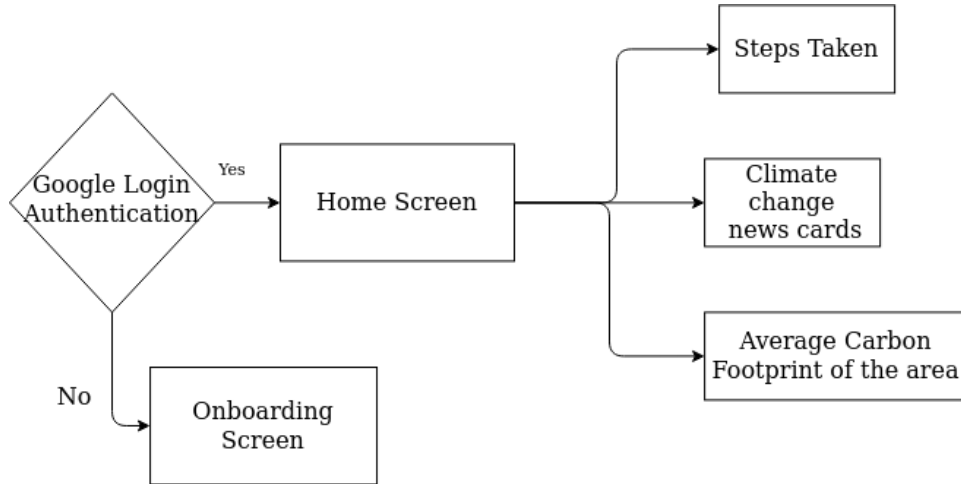 Steps Taken
Google Login
Authentication
Yes
Home Screen
Climate
change
news cards
Average Carbon
Footprint of the area
No
Onboarding
Screen